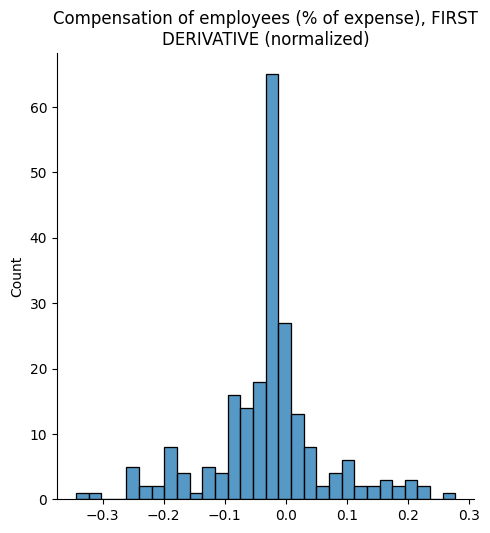 Compensation of employees (% of expense), FIRST
DERIVATIVE (normalized)
60
50
40
30
20
10
0
Count
−0.3 −0.2 −0.1 0.0 0.1 0.2 0.3